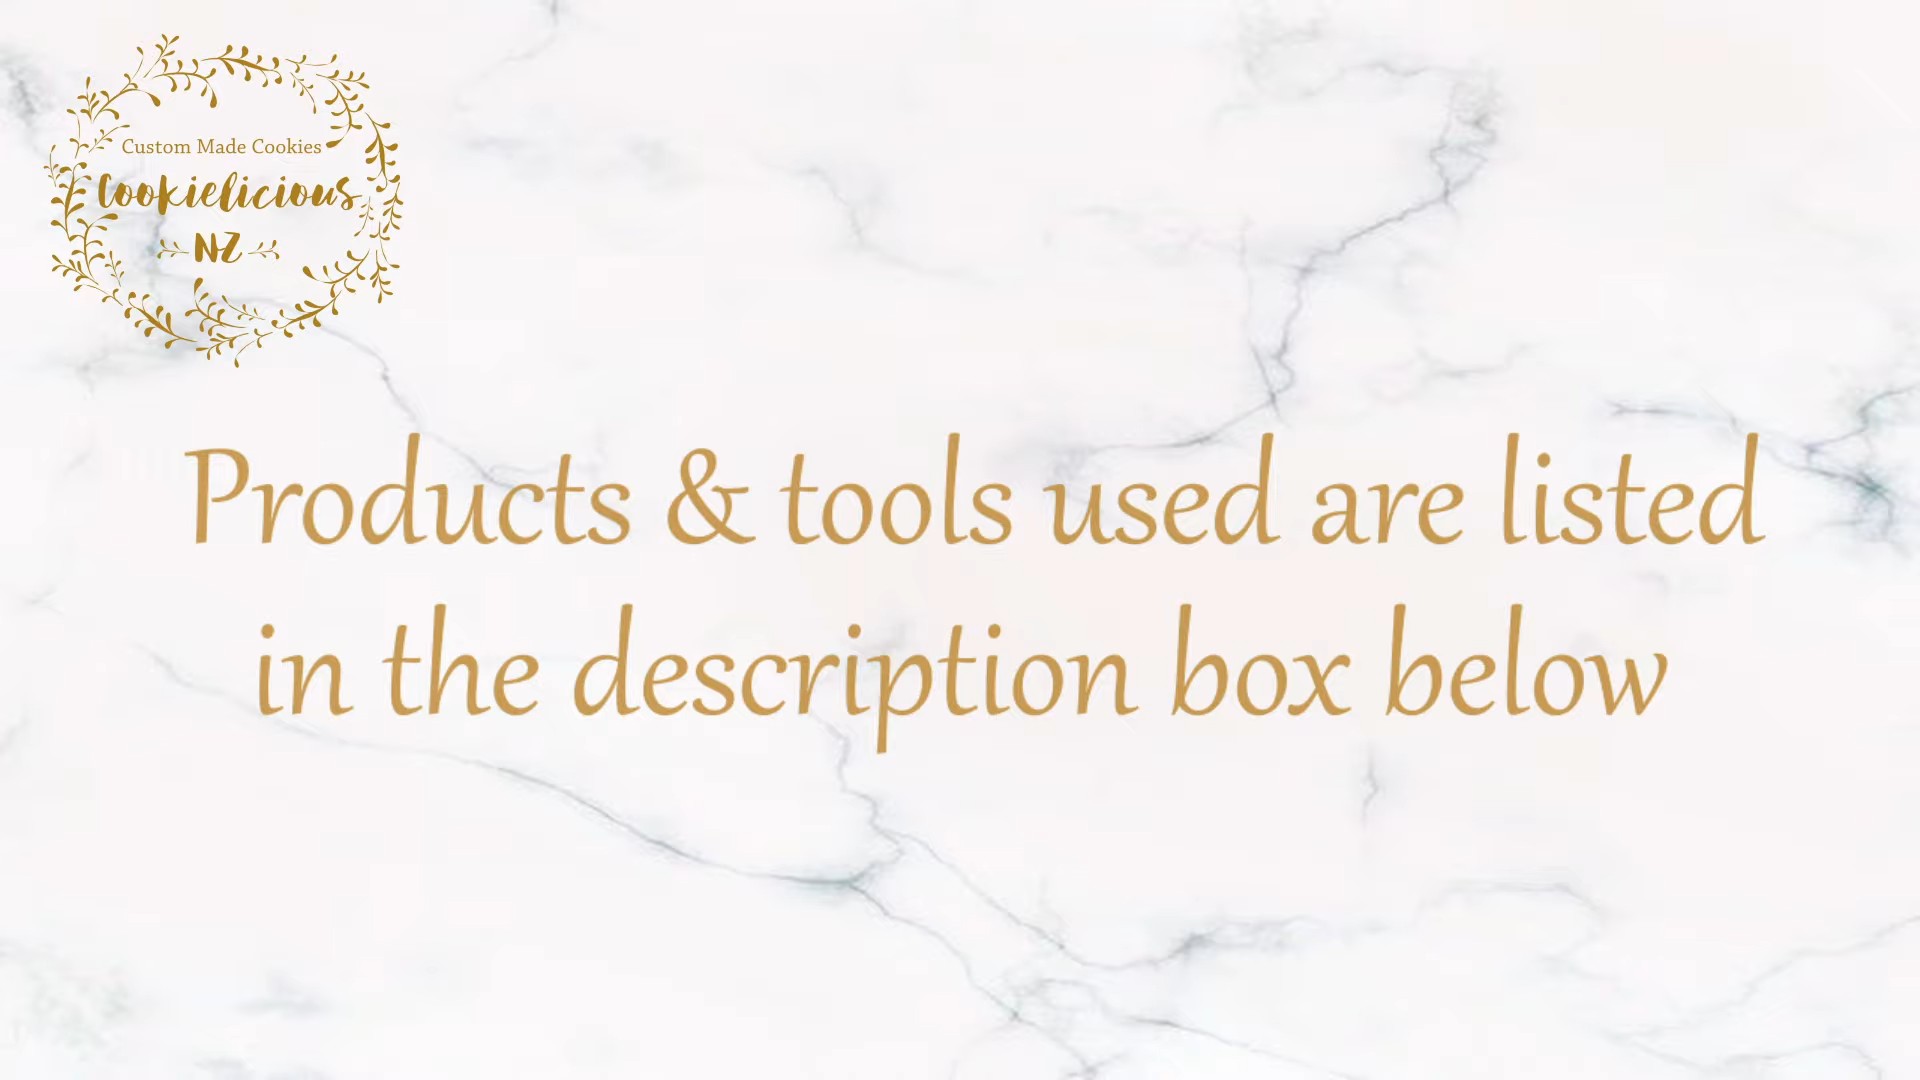 Custom Made Cookies
Cookielicious
NZ
Products & tools used are listed
in the description box below